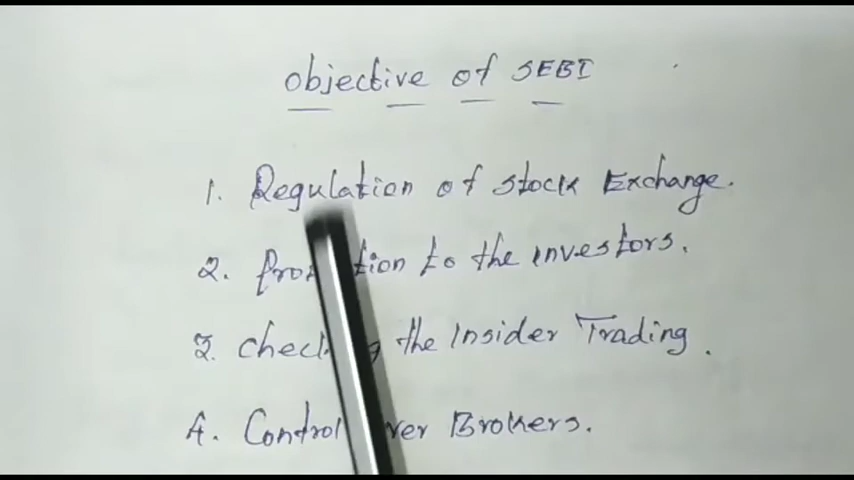 objective of SEBI
1. Regulation of stock Exchange.
2. tion to the investors.
3. the Insider Trading.
4. Control Brokers.